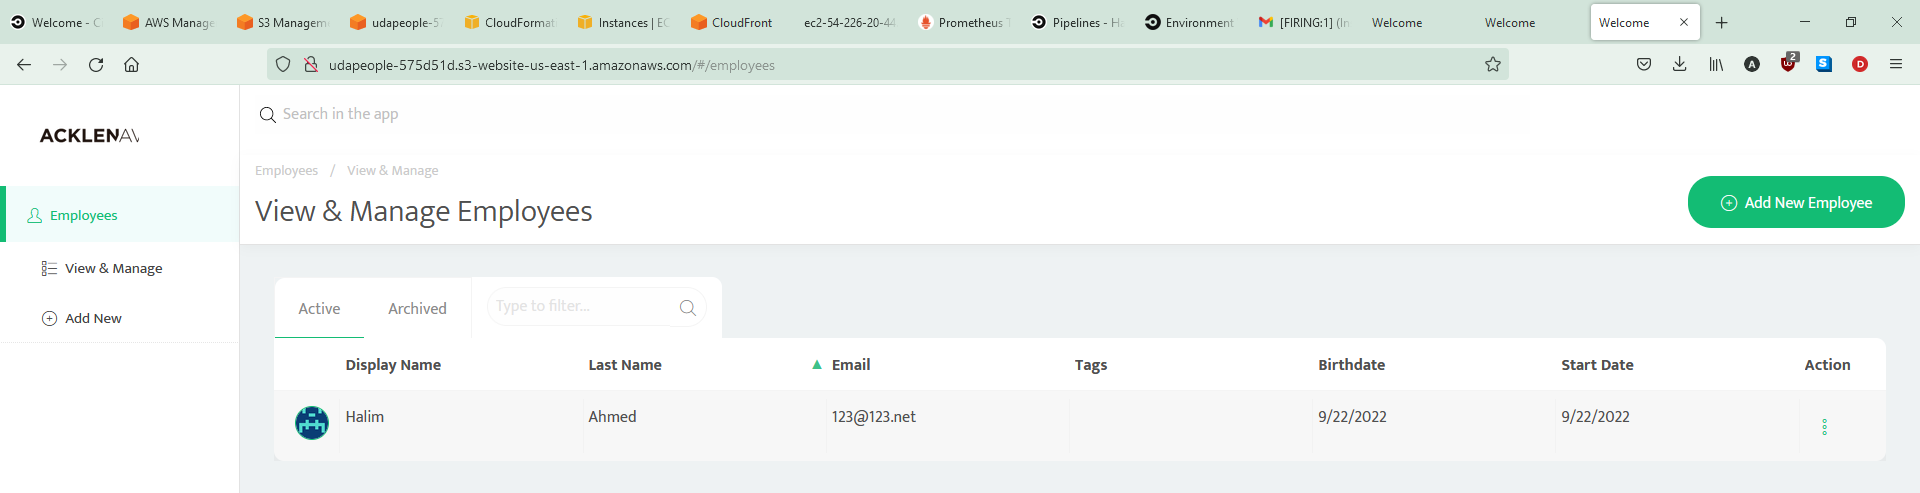 Welcome - C
AWS Manage
S3 Managem
udapeople-5
CloudFormat
Instances | EC
CloudFront
ec2-54-226-20-44
Prometheus T
Pipelines - Ha
Environment
[FIRING:1] (In
Welcome
Welcome
Welcome
udapeople-575d51d.s3-website-us-east-1.amazonaws.com/#/employees
A
2
S
D
ACKLENAV
Search in the app
Employees / View & Manage
View & Manage Employees
Add New Employee
Employees
View & Manage
Add New
Active Archived Type to filter...
Display Name Last Name ▲ Email Tags Birthdate Start Date Action
Halim Ahmed 123@123.net 9/22/2022 9/22/2022